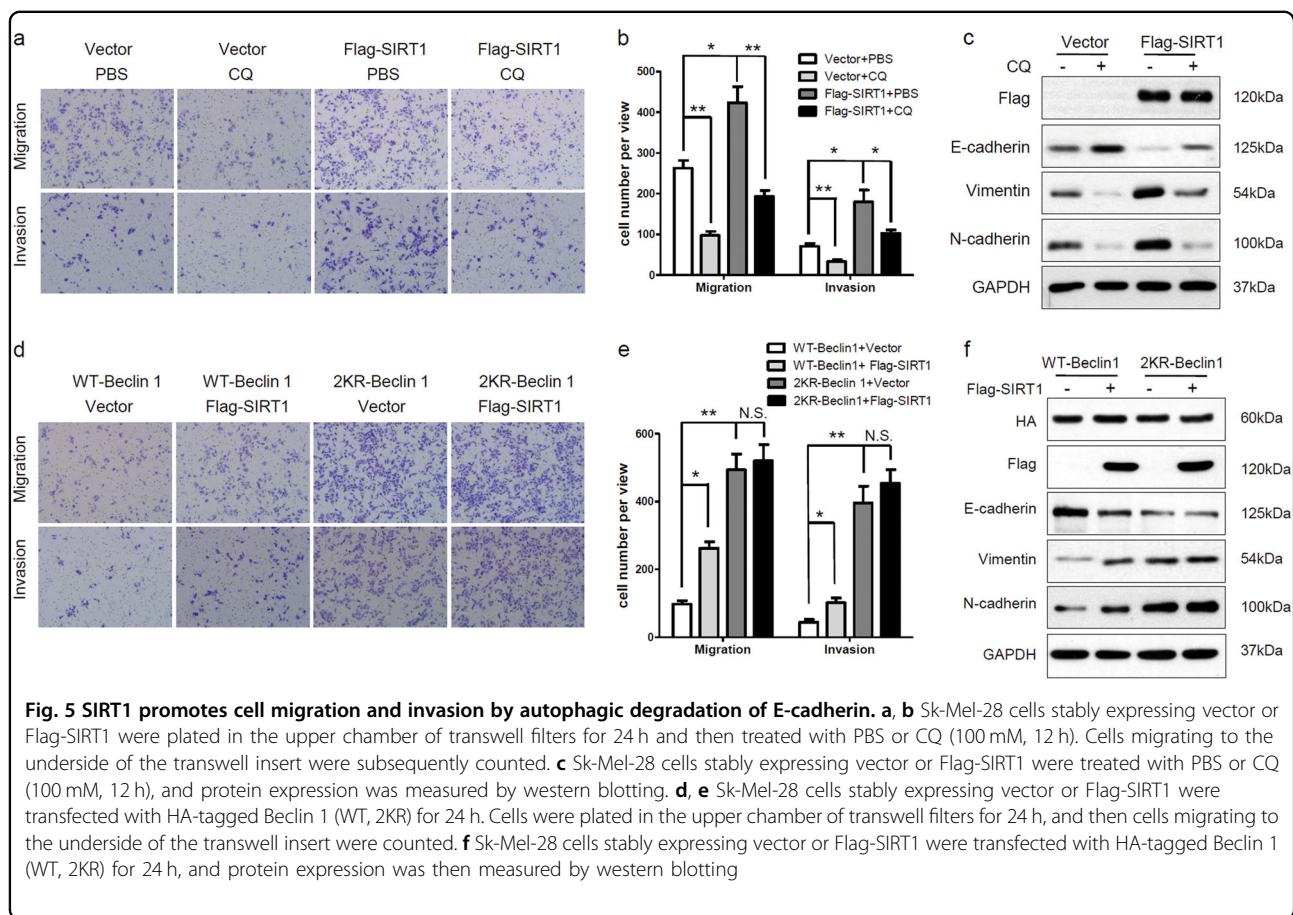 a
Vector Vector Flag-SIRT1 Flag-SIRT1
PBS CQ PBS CQ
Migration
Invasion
b
Vector+PBS
Vector+CQ
Flag-SIRT1+PBS
Flag-SIRT1+CQ
cell number per view
500
400
300
200
100
0
* ** **
* ** *
Migration Invasion
c
Vector Flag-SIRT1
CQ - + - +
Flag 120kDa
E-cadherin 125kDa
Vimentin 54kDa
N-cadherin 100kDa
GAPDH 37kDa
d
WT-Beclin 1 WT-Beclin 1 2KR-Beclin 1 2KR-Beclin 1
Vector Flag-SIRT1 Vector Flag-SIRT1
Migration
Invasion
e
WT-Beclin1+Vector
WT-Beclin1+ Flag-SIRT1
2KR-Beclin 1+Vector
2KR-Beclin1+Flag-SIRT1
cell number per view
600
400
200
0
** N.S. *
** N.S. *
Migration Invasion
f
WT-Beclin1 2KR-Beclin1
Flag-SIRT1 - + - +
HA 60kDa
Flag 120kDa
E-cadherin 125kDa
Vimentin 54kDa
N-cadherin 100kDa
GAPDH 37kDa
Fig. 5 SIRT1 promotes cell migration and invasion by autophagic degradation of E-cadherin. a, b Sk-Mel-28 cells stably expressing vector or
Flag-SIRT1 were plated in the upper chamber of transwell filters for 24 h and then treated with PBS or CQ (100 mM, 12 h). Cells migrating to the
underside of the transwell insert were subsequently counted. c Sk-Mel-28 cells stably expressing vector or Flag-SIRT1 were treated with PBS or CQ
(100 mM, 12 h), and protein expression was measured by western blotting. d, e Sk-Mel-28 cells stably expressing vector or Flag-SIRT1 were
transfected with HA-tagged Beclin 1 (WT, 2KR) for 24 h. Cells were plated in the upper chamber of transwell filters for 24 h, and then cells migrating to
the underside of the transwell insert were counted. f Sk-Mel-28 cells stably expressing vector or Flag-SIRT1 were transfected with HA-tagged Beclin 1
(WT, 2KR) for 24 h, and protein expression was then measured by western blotting